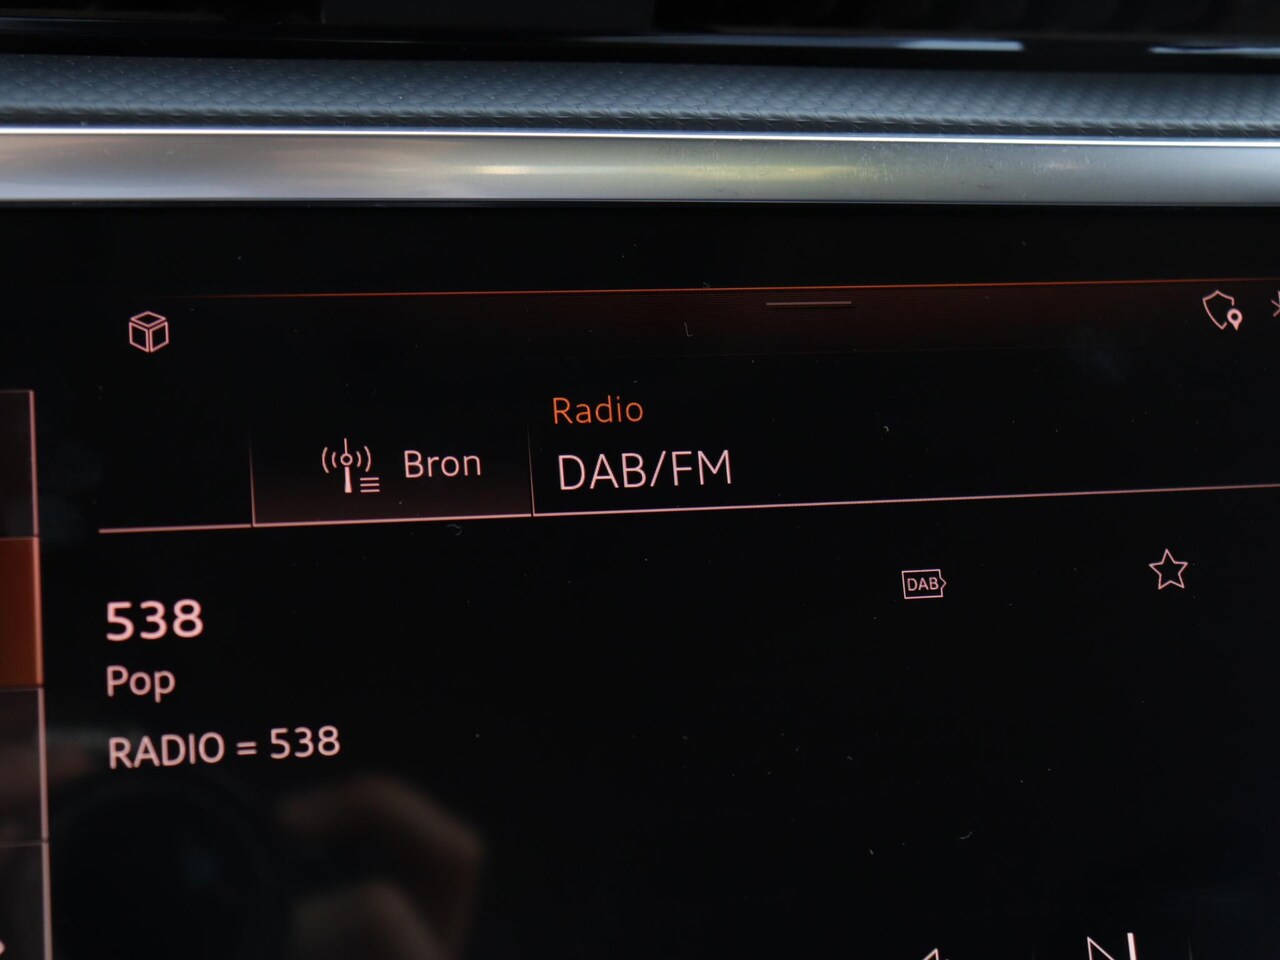 Radio
Bron
DAB/FM
DAB
538
Pop
RADIO = 538